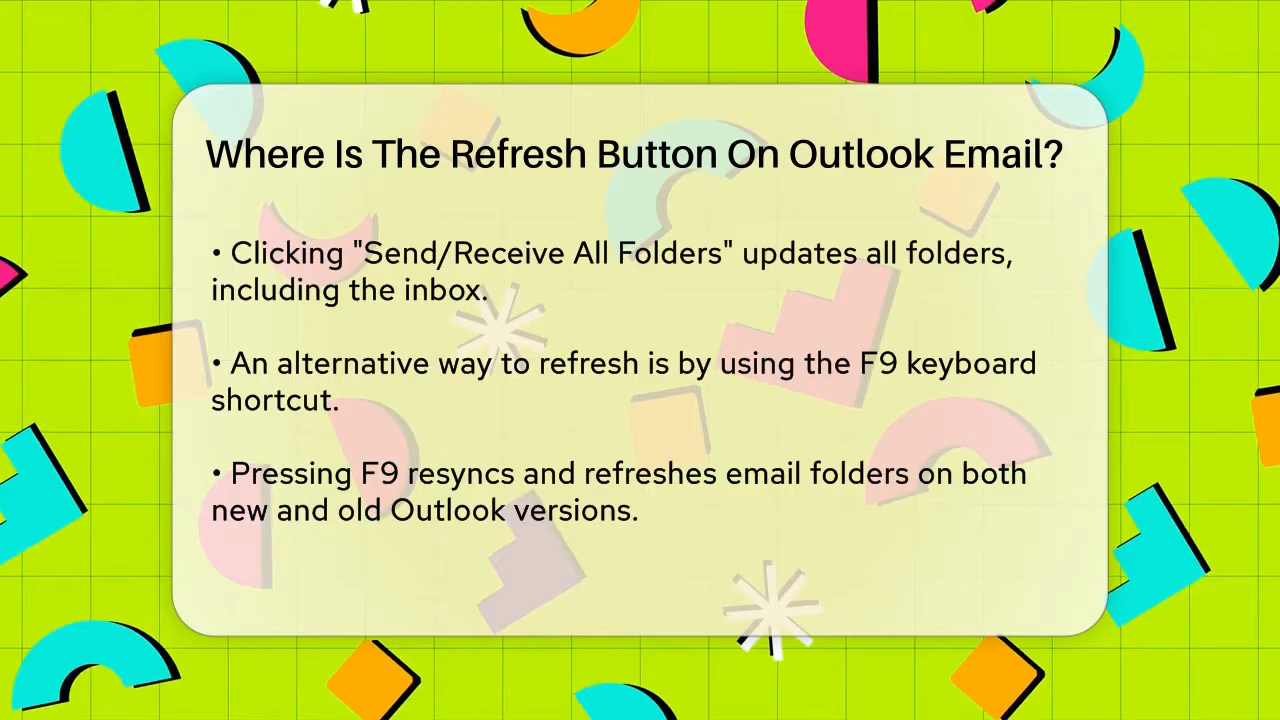 Where Is The Refresh Button On Outlook Email?
• Clicking "Send/Receive All Folders" updates all folders,
including the inbox.
• An alternative way to refresh is by using the F9 keyboard
shortcut.
• Pressing F9 resyncs and refreshes email folders on both
new and old Outlook versions.